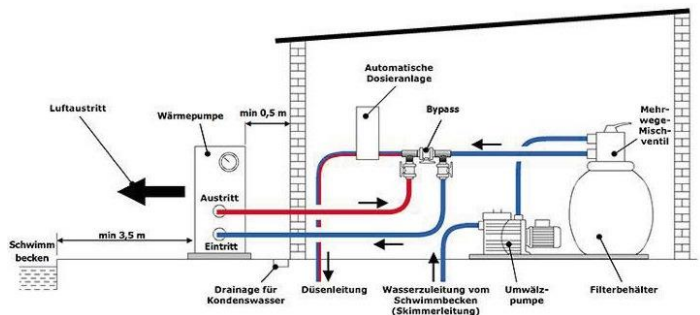 Automatische
Dosieranlage
Bypass
Mehr-
wege-
Misch-
ventil
Luftaustritt
Wärmepumpe
min 0,5 m
Austritt
Eintritt
min 3,5 m
Schwimm
becken
Drainage für
Kondenswasser
Düsenleitung
Wasserzuleitung vom
Schwimmbecken
(Skimmerleitung)
Umwälz-
pumpe
Filterbehälter